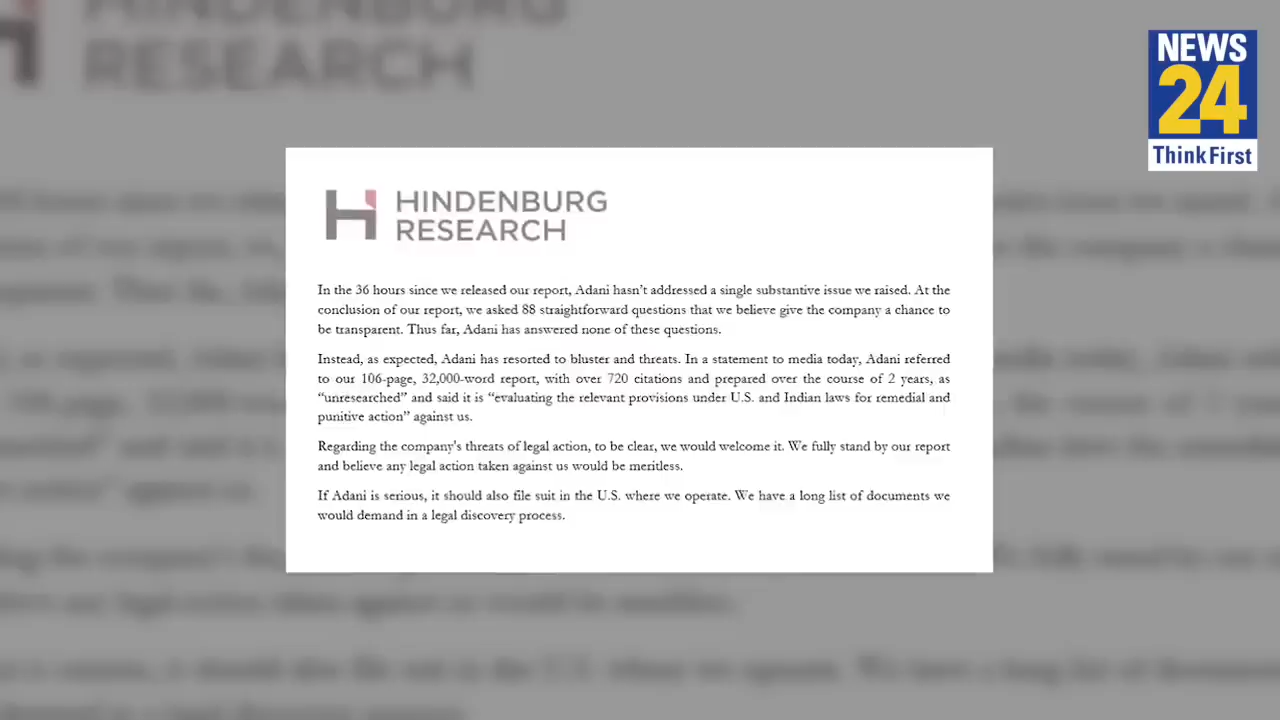 HINDENBURG
RESEARCH
NEWS
24
Think First
HINDENBURG
RESEARCH
In the 36 hours since we released our report, Adani hasn't addressed a single substantive issue we raised. At the
conclusion of our report, we asked 88 straightforward questions that we believe give the company a chance to
be transparent. Thus far, Adani has answered none of these questions.
Instead, as expected, Adani has resorted to bluster and threats. In a statement to media today, Adani referred
to our 106-page, 32,000-word report, with over 720 citations and prepared over the course of 2 years, as
“unresearched” and said it is “evaluating the relevant provisions under U.S. and Indian laws for remedial and
punitive action” against us.
Regarding the company's threats of legal action, to be clear, we would welcome it. We fully stand by our report
and believe any legal action taken against us would be meritless.
If Adani is serious, it should also file suit in the U.S. where we operate. We have a long list of documents we
would demand in a legal discovery process.